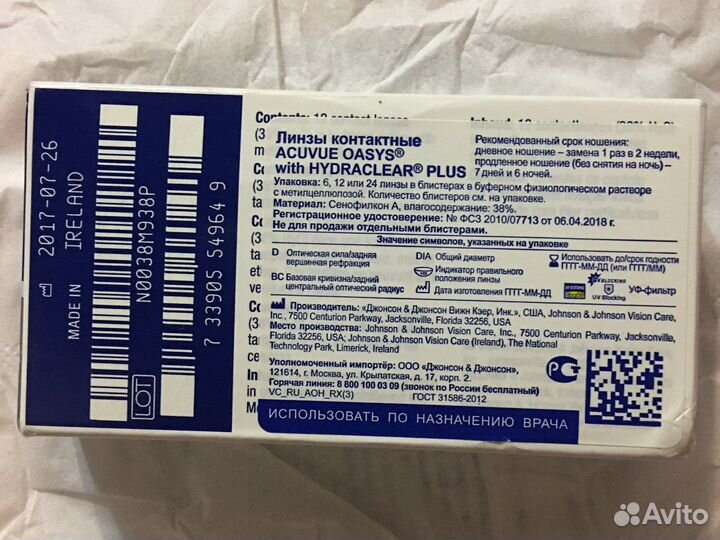 2017-07-26
MADE IN IRELAND
LOT
N0038M938P
7 33905 54964 9
Contents: 12 contact lenses
Линзы контактные
ACUVUE OASYS®
with HYDRACLEAR® PLUS
Рекомендованный срок ношения:
дневное ношение – замена 1 раз в 2 недели,
продленное ношение (без снятия на ночь) –
7 дней и 6 ночей.
Упаковка: 6, 12 или 24 линзы в блистерах в буферном физиологическом растворе
с метилцеллюлозой. Количество блистеров см. на упаковке.
Материал: Сенофилкон А, влагосодержание: 38%.
Регистрационное удостоверение: № ФСЗ 2010/07713 от 06.04.2018 г.
Не для продажи отдельными блистерами.
Значение символов, указанных на упаковке
D Оптическая сила/задняя вершинная рефракция
DIA Общий диаметр
Использовать до/срок годности ГГГГ-ММ-ДД (или ГГГГ/ММ)
BC Базовая кривизна/задний центральный оптический радиус
Индикатор правильного положения линзы
Дата изготовления ГГГГ-ММ-ДД
UV BLOCKING
UV Blocking
УФ-фильтр
Производитель: «Джонсон & Джонсон Вижн Кэер, Инк.», США, Johnson & Johnson Vision Care,
Inc., 7500 Centurion Parkway, Jacksonville, Florida 32256, USA
Место производства: Johnson & Johnson Vision Care, Inc., 7500 Centurion Parkway, Jacksonville,
Florida 32256, USA; Johnson & Johnson Vision Care (Ireland), The National
Technology Park, Limerick, Ireland
Уполномоченный импортёр: ООО «Джонсон & Джонсон»,
121614, г. Москва, ул. Крылатская, д. 17, корп. 2.
Горячая линия: 8 800 100 03 09 (звонок по России бесплатный)
VC_RU_AOH_RX(3) ГОСТ 31586-2012
ИСПОЛЬЗОВАТЬ ПО НАЗНАЧЕНИЮ ВРАЧА
Avito